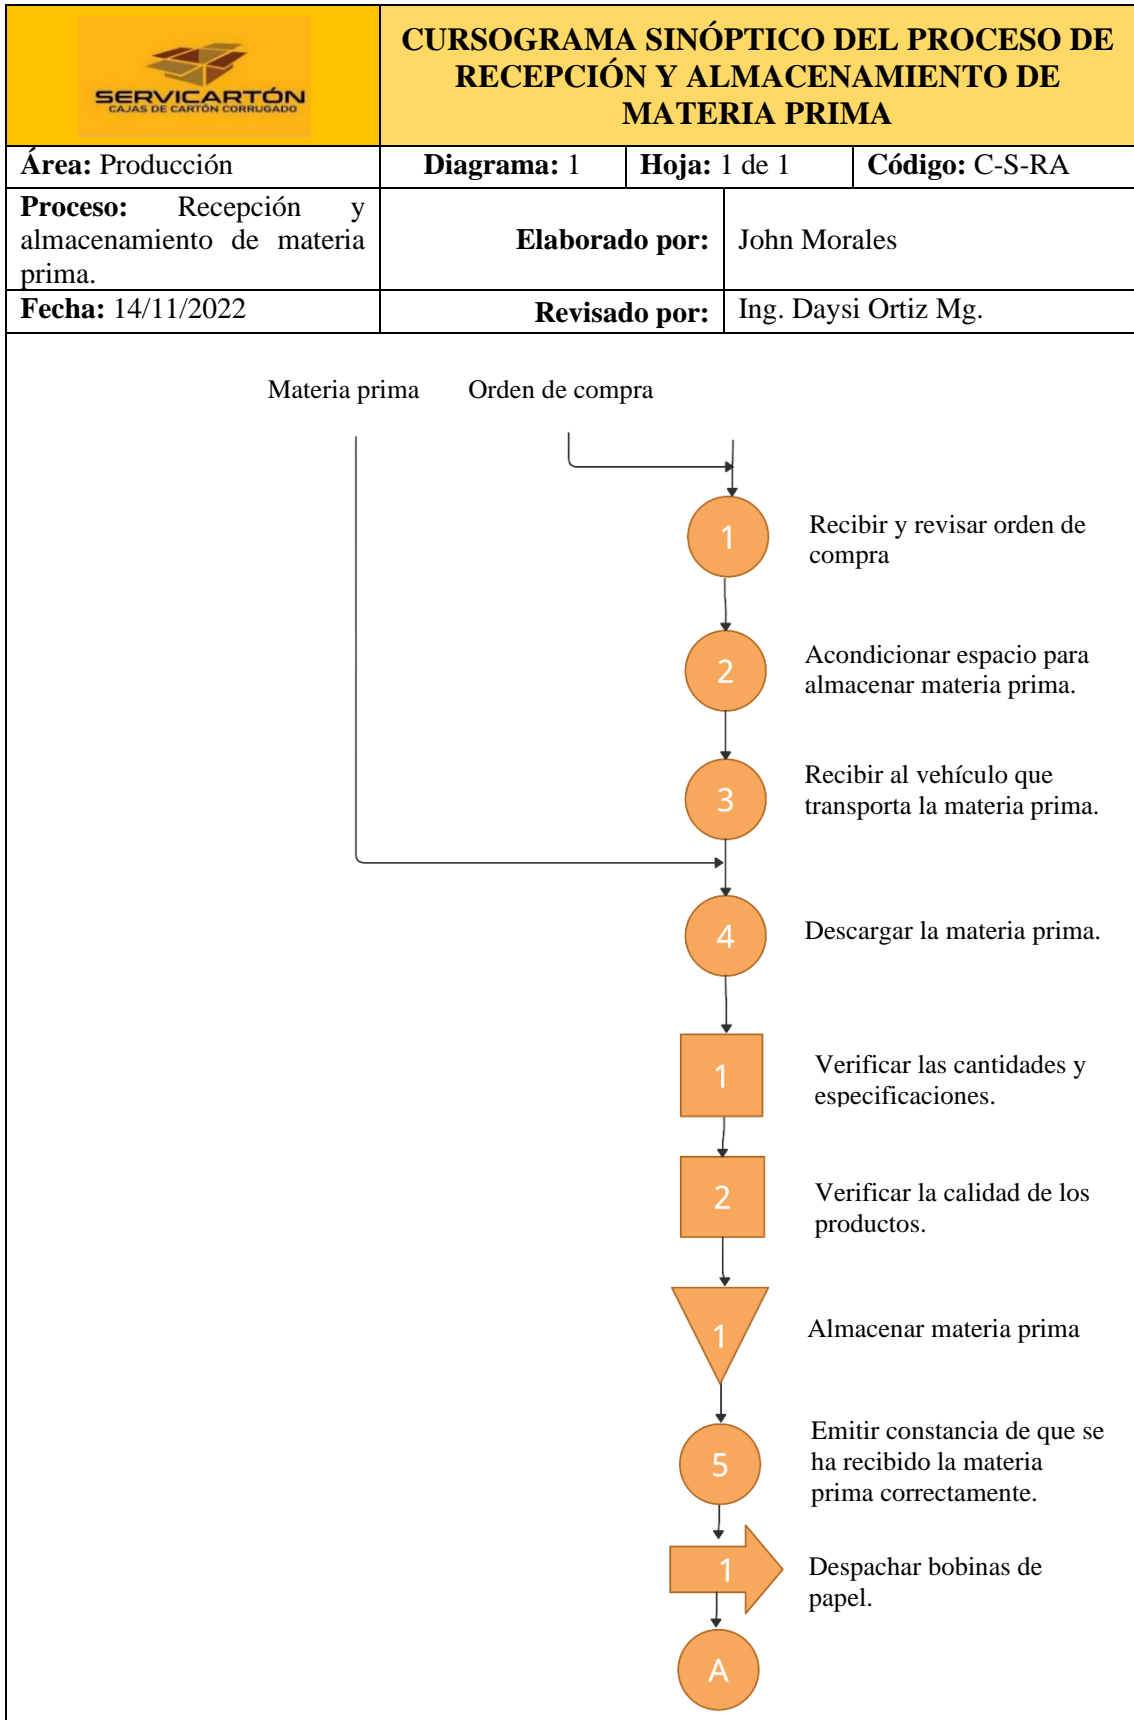 SERVICARTÓN
CAJAS DE CARTÓN CORRUGADO
CURSOGRAMA SINÓPTICO DEL PROCESO DE
RECEPCIÓN Y ALMACENAMIENTO DE
MATERIA PRIMA
Área: Producción
Diagrama: 1
Hoja: 1 de 1
Código: C-S-RA
Proceso: Recepción y
almacenamiento de materia
prima.
Elaborado por:
John Morales
Fecha: 14/11/2022
Revisado por:
Ing. Daysi Ortiz Mg.
Materia prima
Orden de compra
1
Recibir y revisar orden de
compra
2
Acondicionar espacio para
almacenar materia prima.
3
Recibir al vehículo que
transporta la materia prima.
4
Descargar la materia prima.
1
Verificar las cantidades y
especificaciones.
2
Verificar la calidad de los
productos.
1
Almacenar materia prima
5
Emitir constancia de que se
ha recibido la materia
prima correctamente.
1
Despachar bobinas de
papel.
A